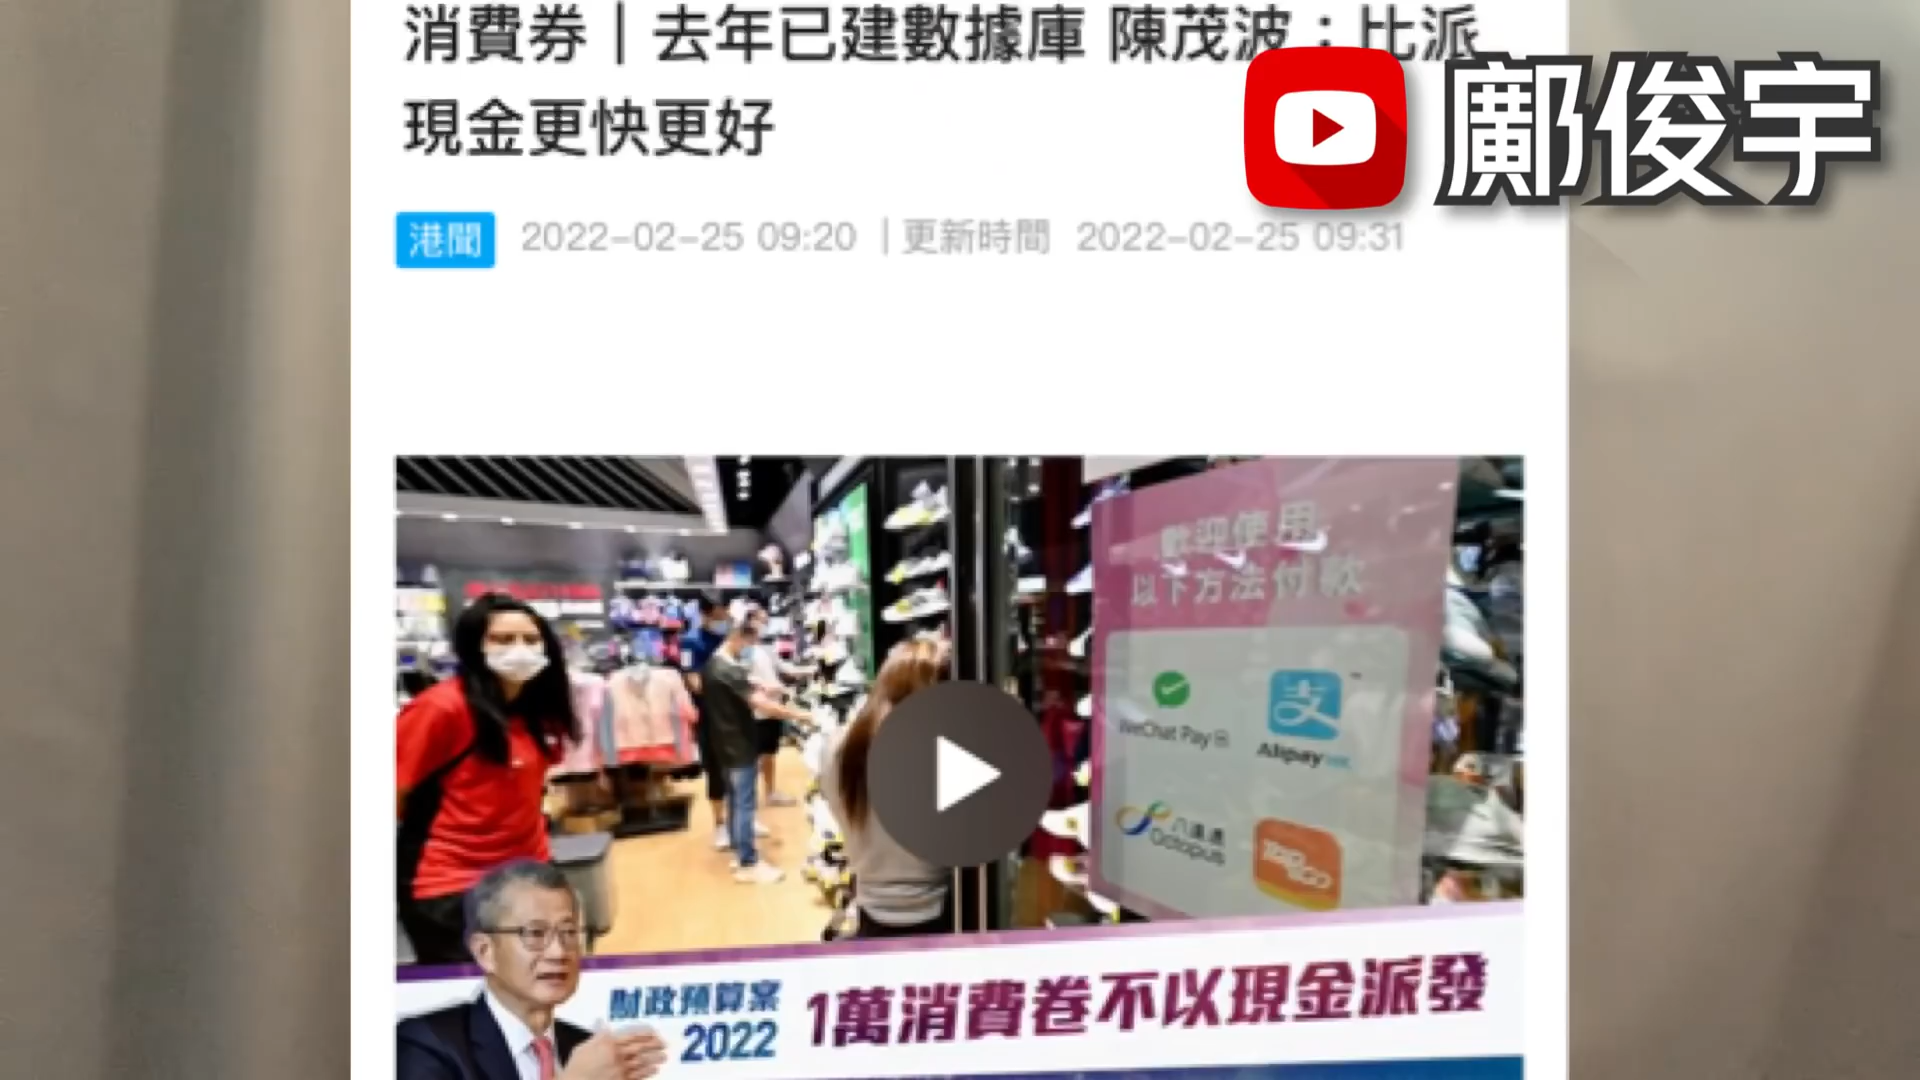 消費券｜去年已建數據庫 陳茂波：比派
現金更快更好
鄺俊宇
港聞 2022-02-25 09:20 | 更新時間 2022-02-25 09:31
歡迎使用
以下方法付款
WeChat Pay
Alipay
八達通
Octopus
Tap&Go
財政預算案
2022
1萬消費卷不以現金派發